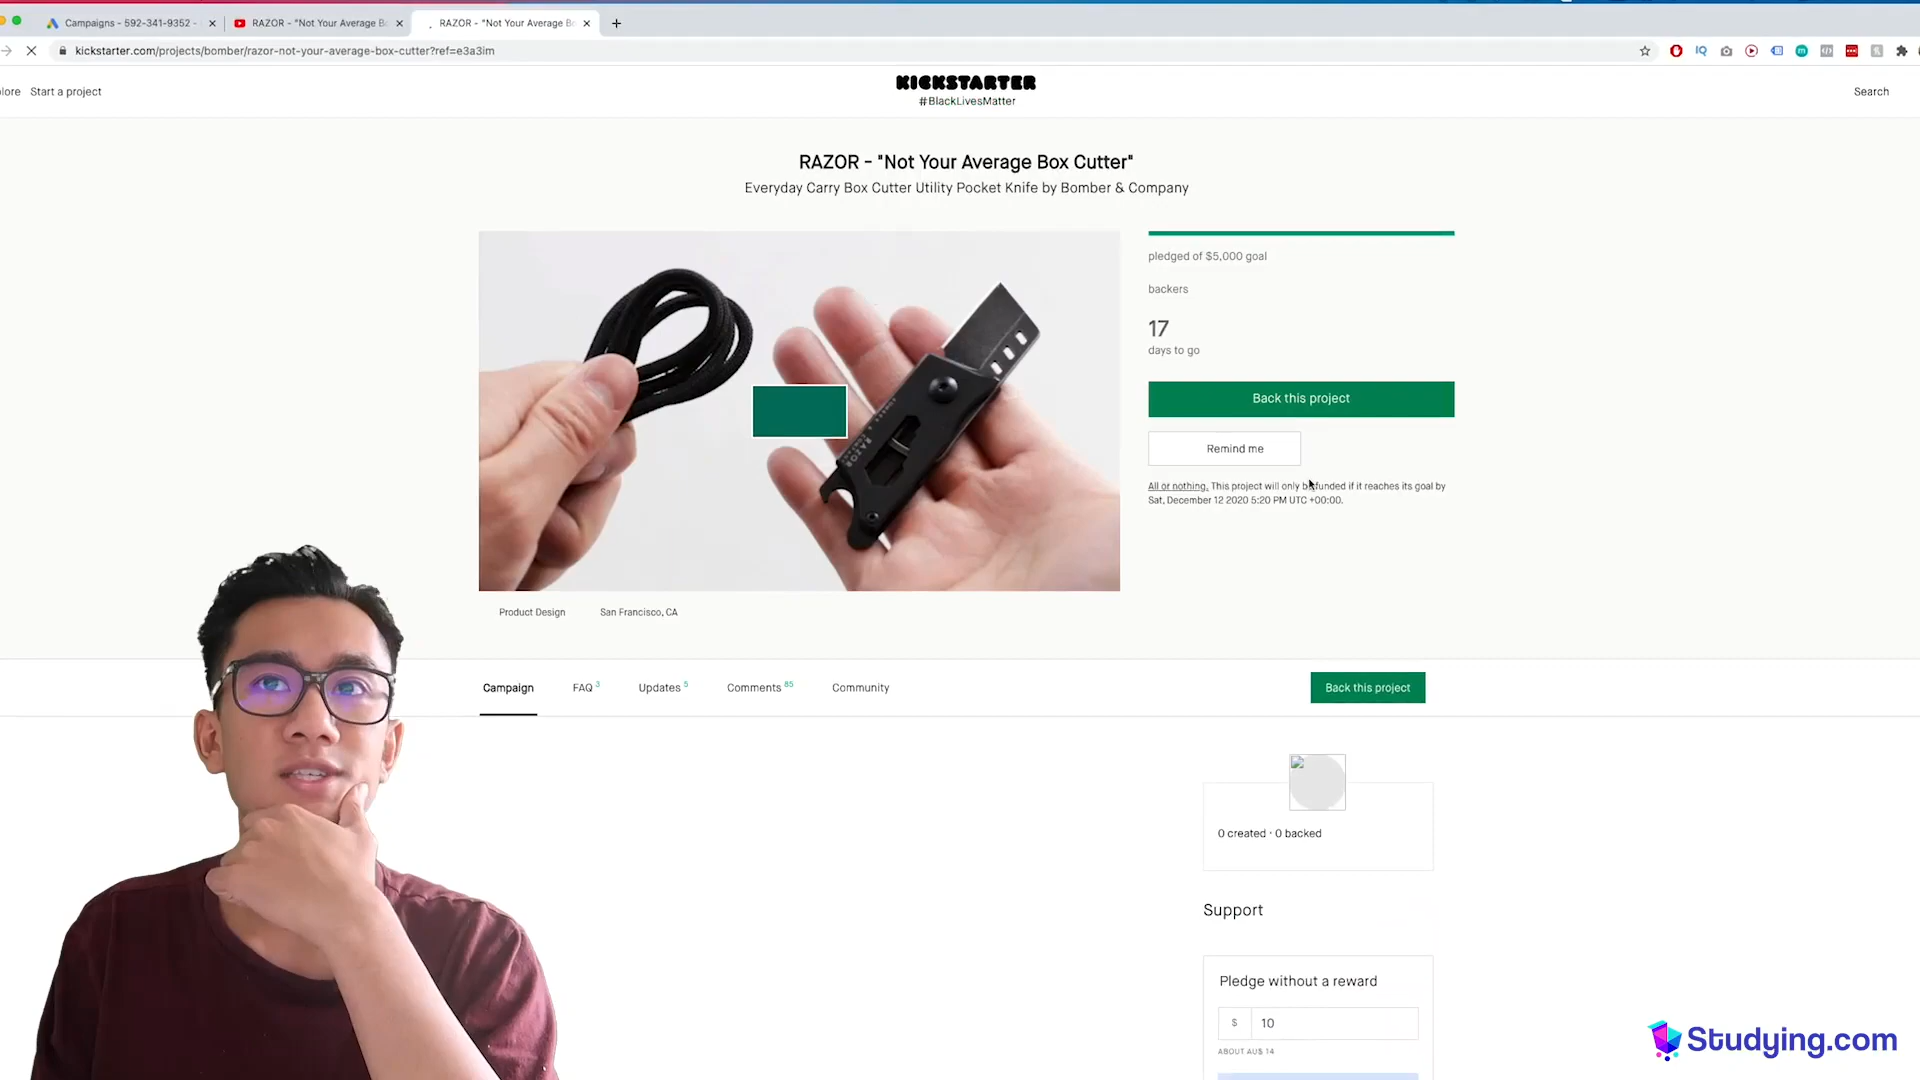 Campaigns - 592-341-9352 -
RAZOR - "Not Your Average B
RAZOR - "Not Your Average Be
kickstarter.com/projects/bomber/razor-not-your-average-box-cutter?ref=e3a3im
lore Start a project
KICKSTARTER
#BlackLivesMatter
Search
RAZOR - "Not Your Average Box Cutter"
Everyday Carry Box Cutter Utility Pocket Knife by Bomber & Company
pledged of $5,000 goal
backers
17
days to go
Back this project
Remind me
All or nothing. This project will only be funded if it reaches its goal by
Sat, December 12 2020 5:20 PM UTC +00:00.
RAZOR
Product Design San Francisco, CA
Campaign FAQ 3 Updates 5 Comments 85 Community
Back this project
0 created · 0 backed
Support
Pledge without a reward
$ 10
ABOUT AU$ 14
Studying.com